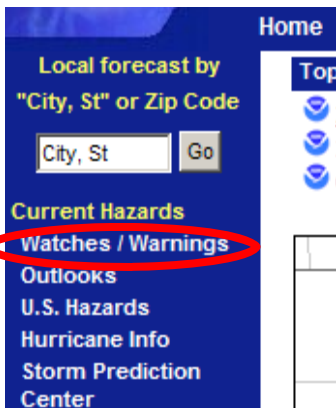 Home
Local forecast by
"City, St" or Zip Code
City, St
Go
Top
Current Hazards
Watches / Warnings
Outlooks
U.S. Hazards
Hurricane Info
Storm Prediction
Center